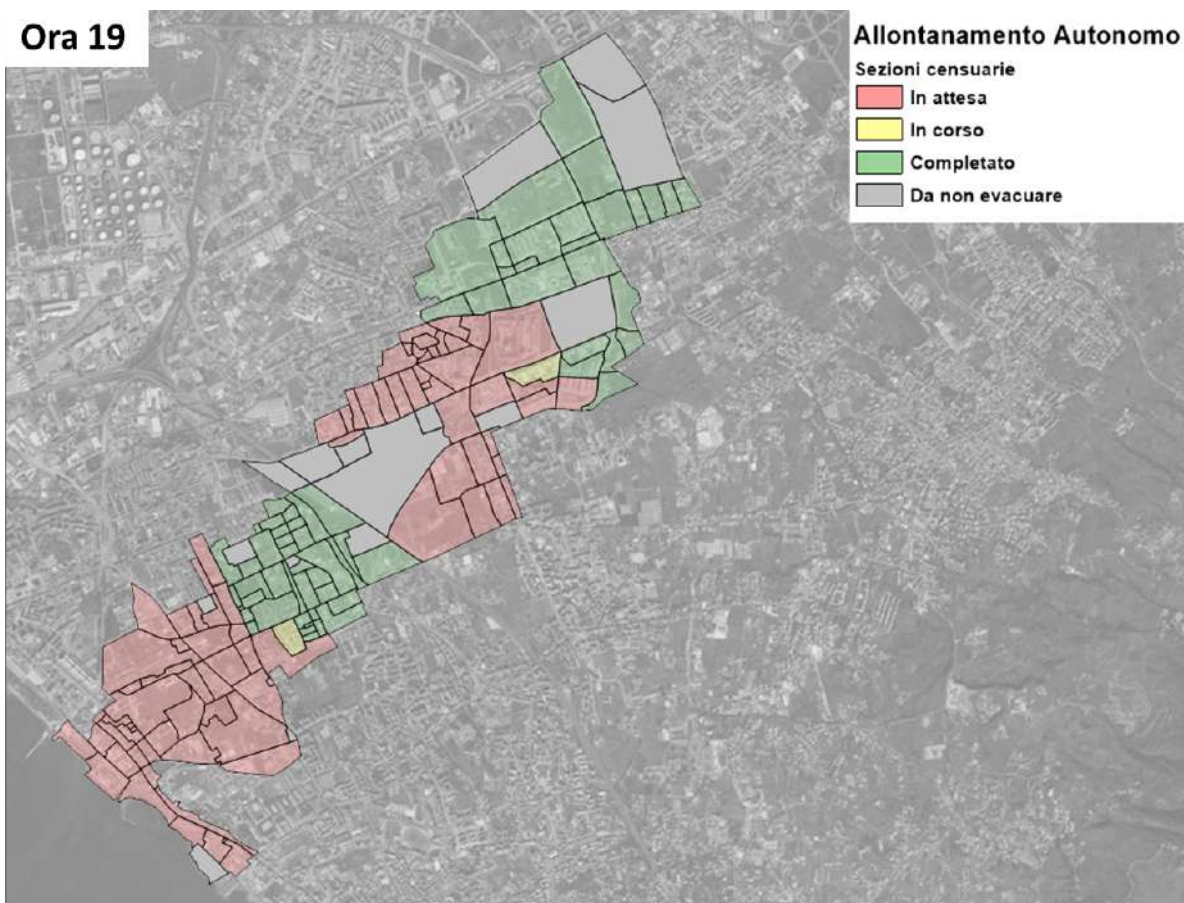 Ora 19
Allontanamento Autonomo
Sezioni censuarie
In attesa
In corso
Completato
Da non evacuare